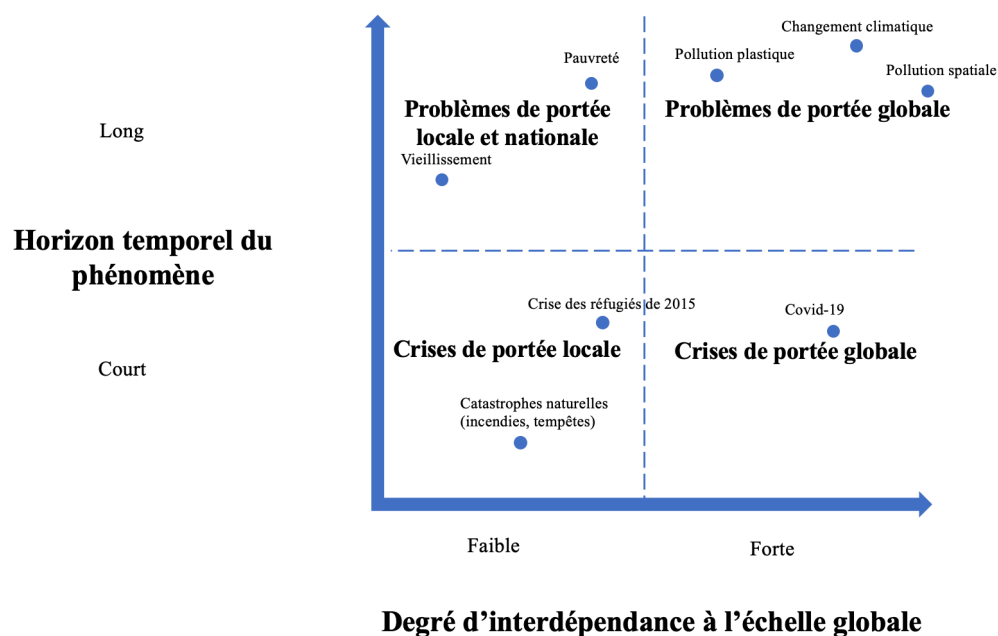 Changement climatique
Pauvreté
Pollution plastique
Pollution spatiale
Problèmes de portée
locale et nationale
Problèmes de portée globale
Long
Vieillissement
Horizon temporel du
phénomène
Crise des réfugiés de 2015
Covid-19
Crises de portée locale
Crises de portée globale
Court
Catastrophes naturelles
(incendies, tempêtes)
Faible
Forte
Degré d’interdépendance à l’échelle globale